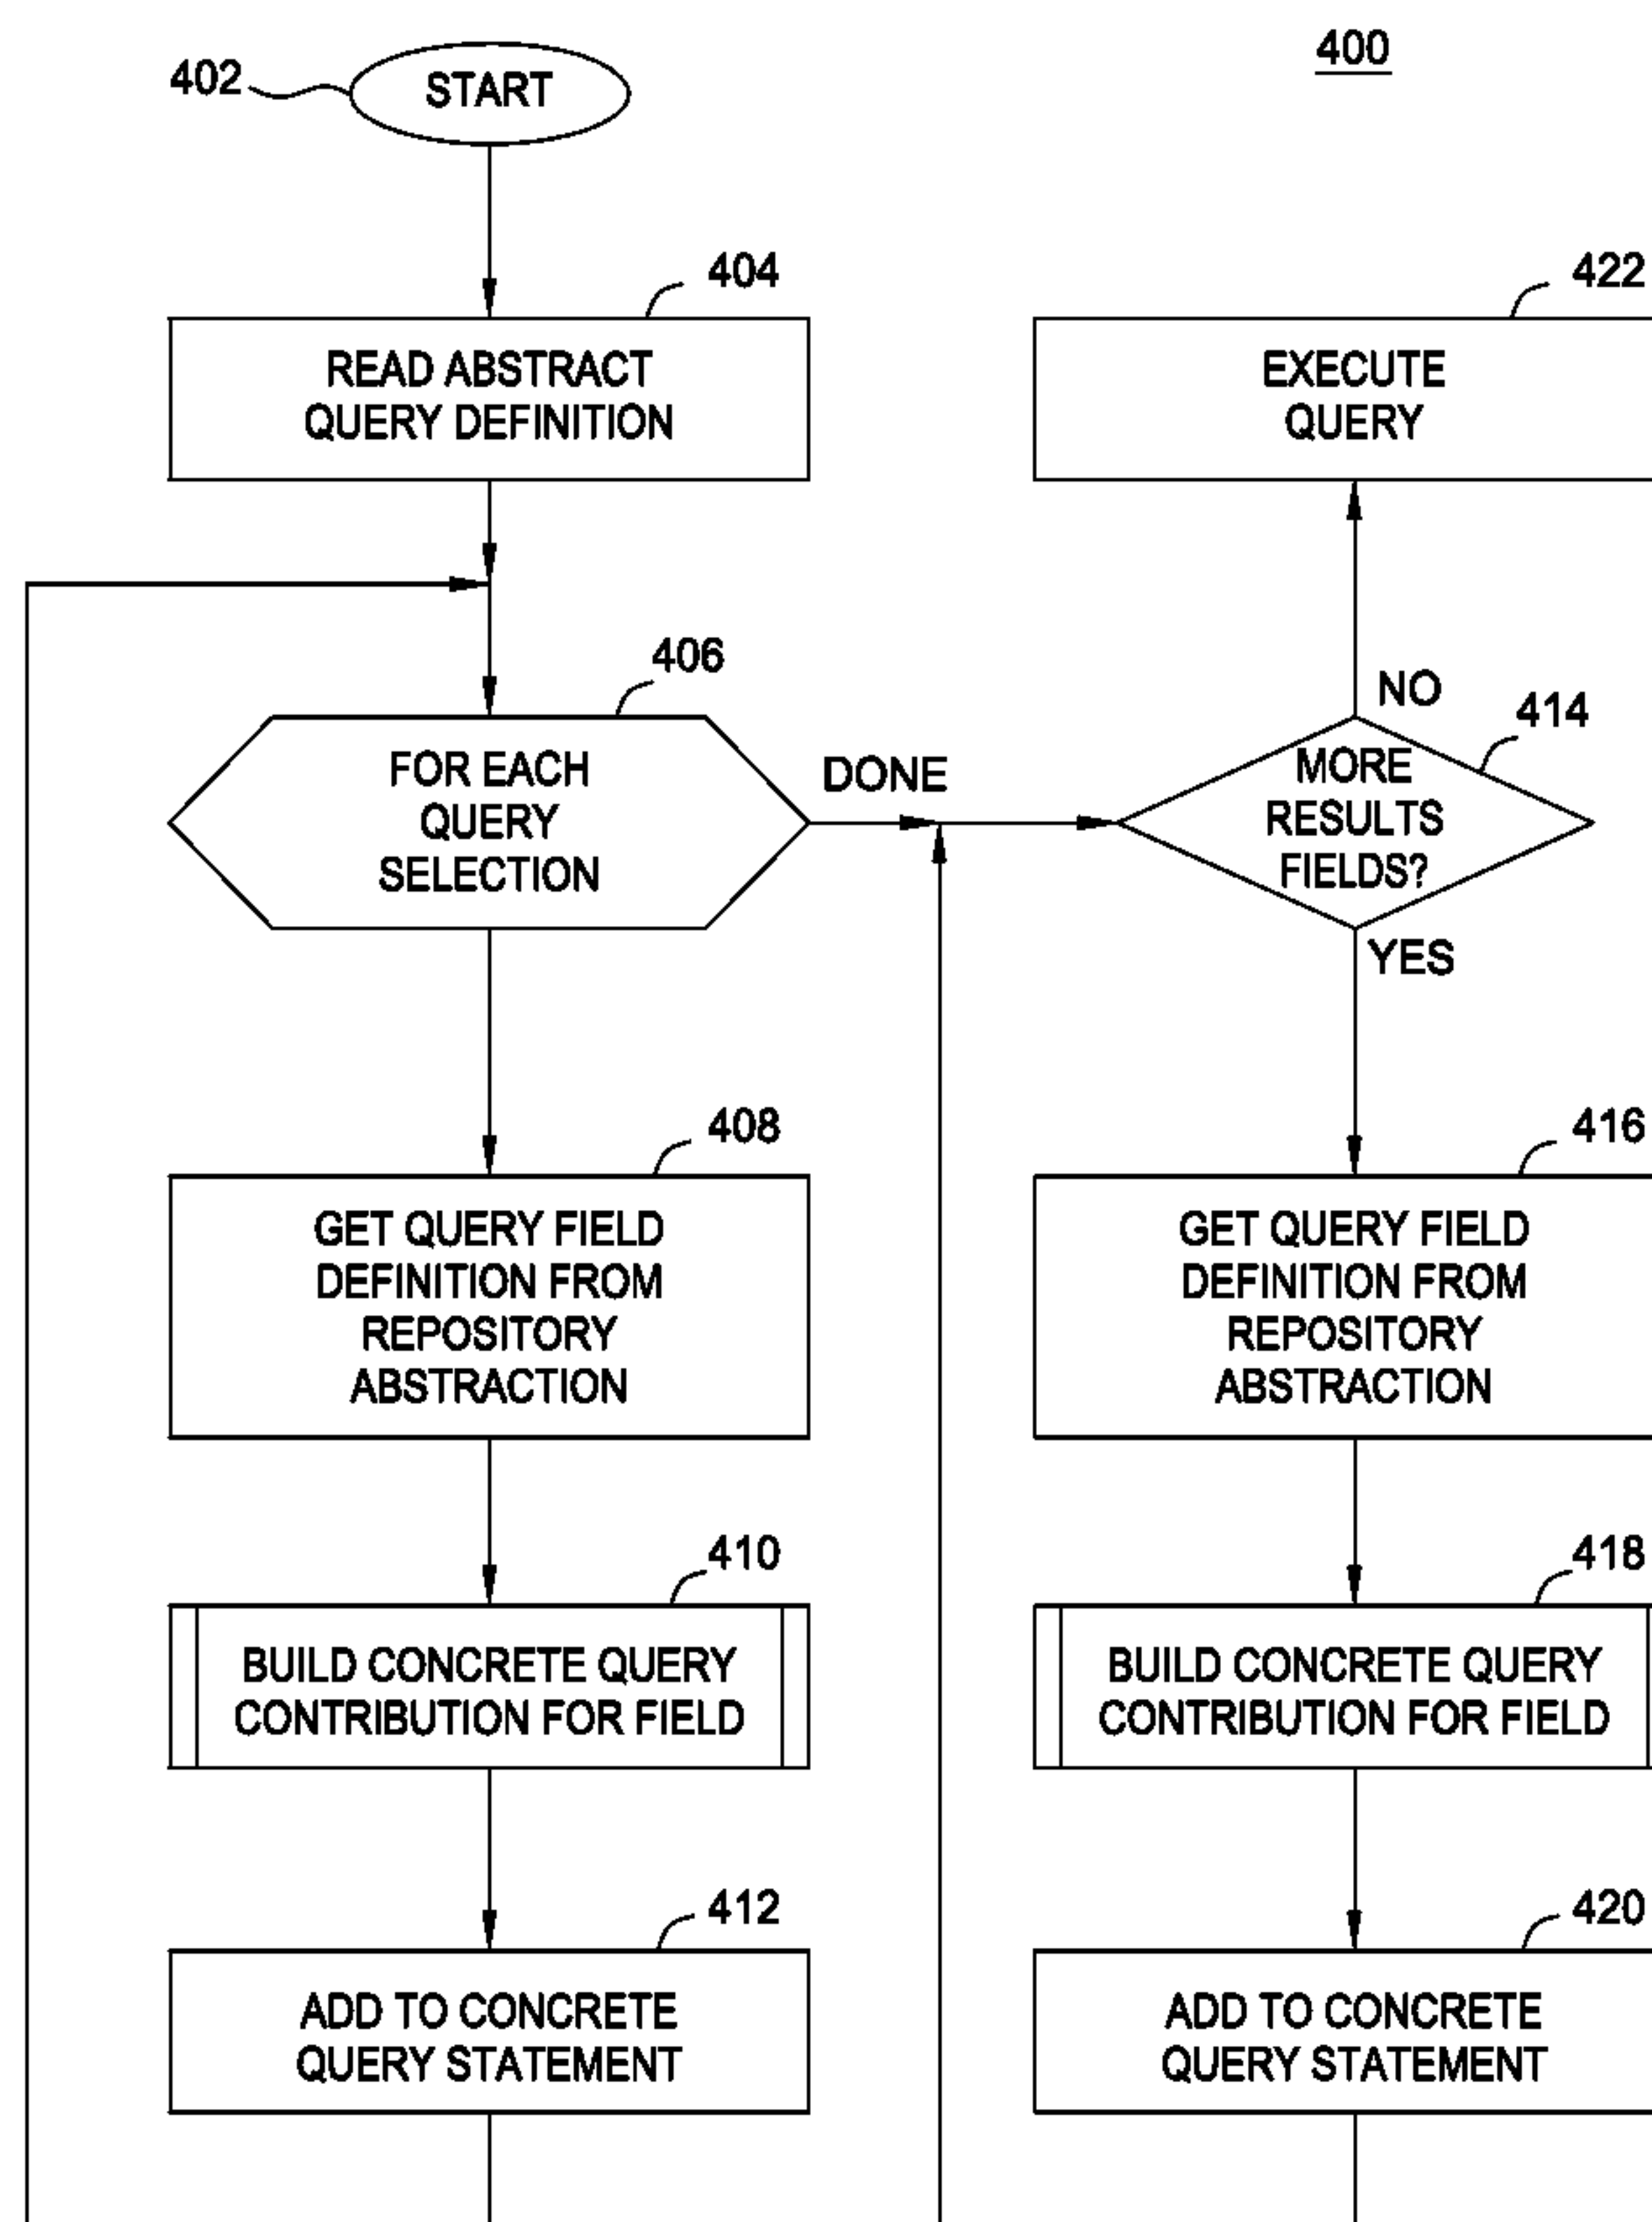 400
402
START
404
READ ABSTRACT
QUERY DEFINITION
406
FOR EACH
QUERY
SELECTION
DONE
408
GET QUERY FIELD
DEFINITION FROM
REPOSITORY
ABSTRACTION
410
BUILD CONCRETE QUERY
CONTRIBUTION FOR FIELD
412
ADD TO CONCRETE
QUERY STATEMENT
422
EXECUTE
QUERY
NO
414
MORE
RESULTS
FIELDS?
YES
416
GET QUERY FIELD
DEFINITION FROM
REPOSITORY
ABSTRACTION
418
BUILD CONCRETE QUERY
CONTRIBUTION FOR FIELD
420
ADD TO CONCRETE
QUERY STATEMENT